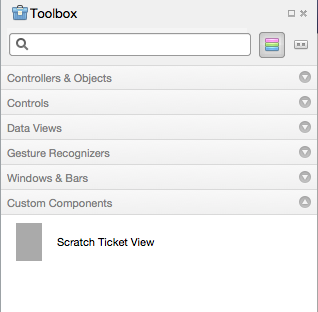 Toolbox
Controllers & Objects
Controls
Data Views
Gesture Recognizers
Windows & Bars
Custom Components
Scratch Ticket View